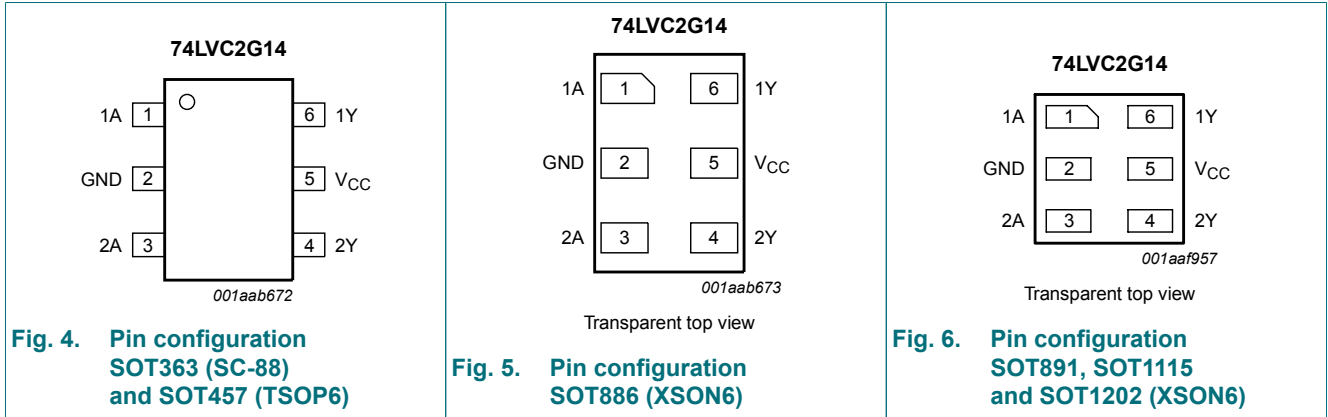 74LVC2G14
1A 1 6 1Y
GND 2 5 VCC
2A 3 4 2Y
001aab672
Fig. 4. Pin configuration
SOT363 (SC-88)
and SOT457 (TSOP6)
74LVC2G14
1A 1 6 1Y
GND 2 5 VCC
2A 3 4 2Y
001aab673
Transparent top view
Fig. 5. Pin configuration
SOT886 (XSON6)
74LVC2G14
1A 1 6 1Y
GND 2 5 VCC
2A 3 4 2Y
001aaf957
Transparent top view
Fig. 6. Pin configuration
SOT891, SOT1115
and SOT1202 (XSON6)